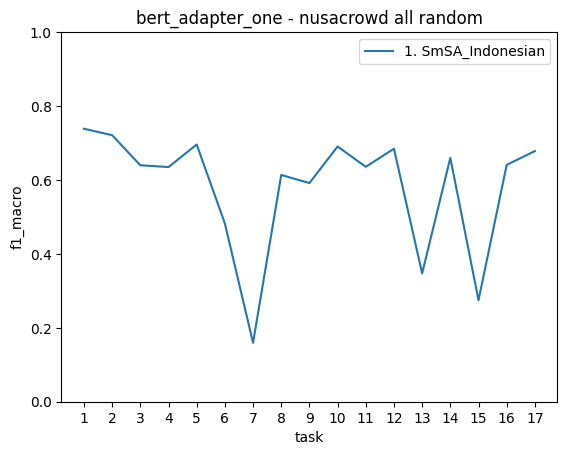 bert_adapter_one - nusacrowd all random
1. SmSA_Indonesian
f1_macro
1.0
0.8
0.6
0.4
0.2
0.0
1 2 3 4 5 6 7 8 9 10 11 12 13 14 15 16 17
task